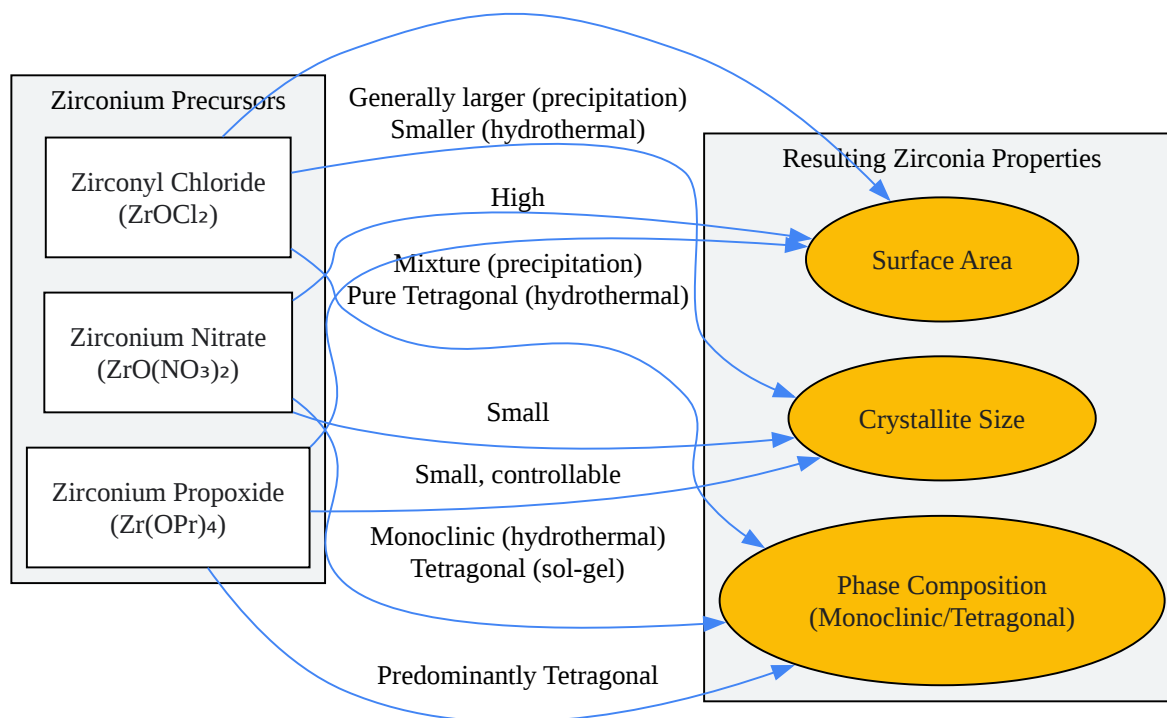 Zirconium Precursors
Zirconyl Chloride
(ZrOCl₂)
Zirconium Nitrate
(ZrO(NO₃)₂)
Zirconium Propoxide
(Zr(OPr)₄)
Generally larger (precipitation)
Smaller (hydrothermal)
High
Mixture (precipitation)
Pure Tetragonal (hydrothermal)
Small
Small, controllable
Monoclinic (hydrothermal)
Tetragonal (sol-gel)
Predominantly Tetragonal
Resulting Zirconia Properties
Surface Area
Crystallite Size
Phase Composition
(Monoclinic/Tetragonal)